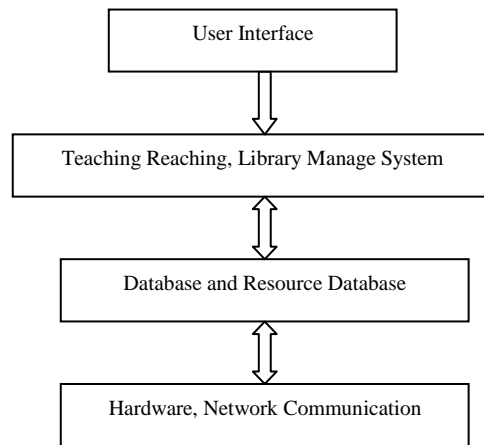 User Interface
Teaching Reaching, Library Manage System
Database and Resource Database
Hardware, Network Communication